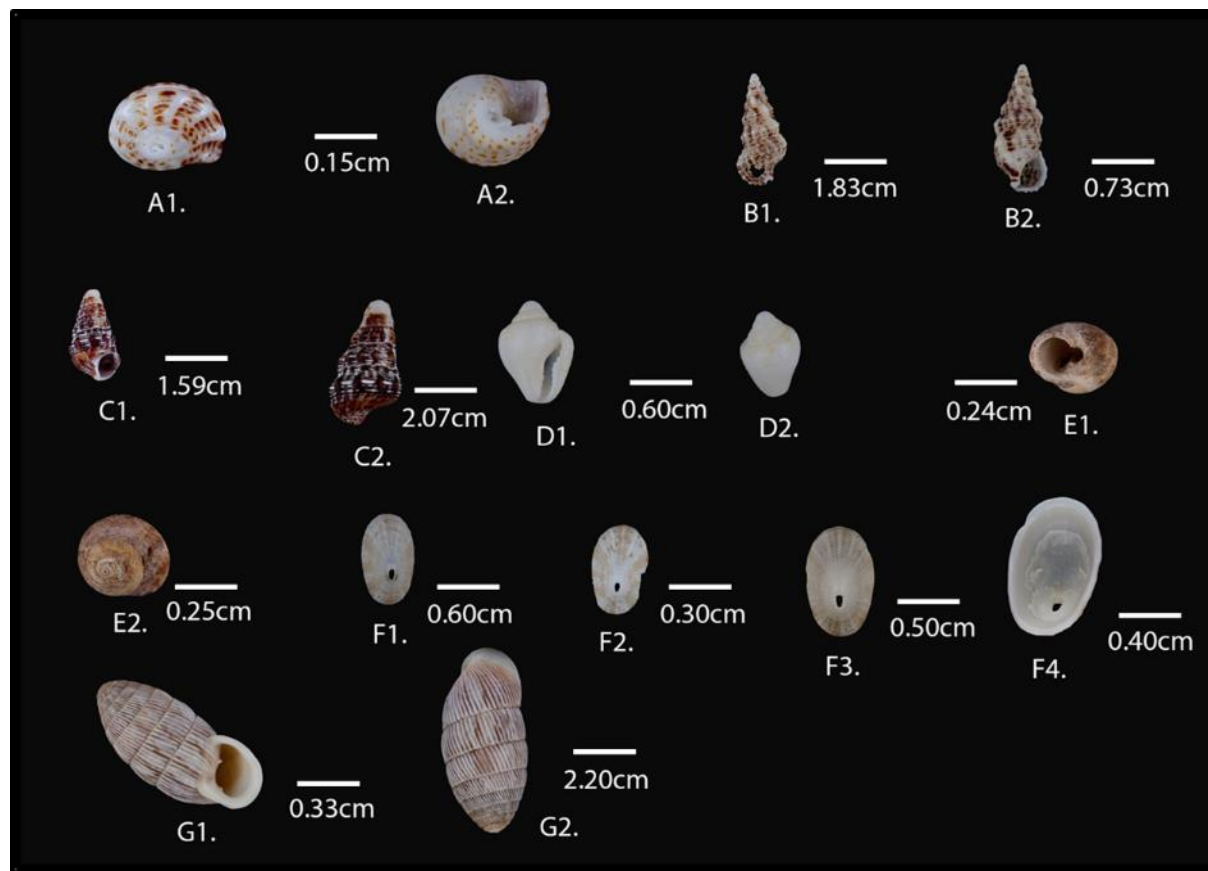 A1.
0.15cm
A2.
B1.
1.83cm
B2.
0.73cm
C1.
1.59cm
C2.
2.07cm
D1.
0.60cm
D2.
0.24cm
E1.
E2.
0.25cm
F1.
0.60cm
F2.
0.30cm
F3.
0.50cm
F4.
0.40cm
G1.
0.33cm
G2.
2.20cm